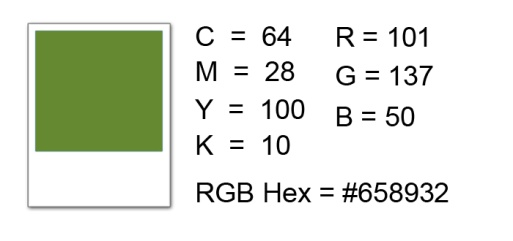 C = 64
M = 28
Y = 100
K = 10
R = 101
G = 137
B = 50
RGB Hex = #658932